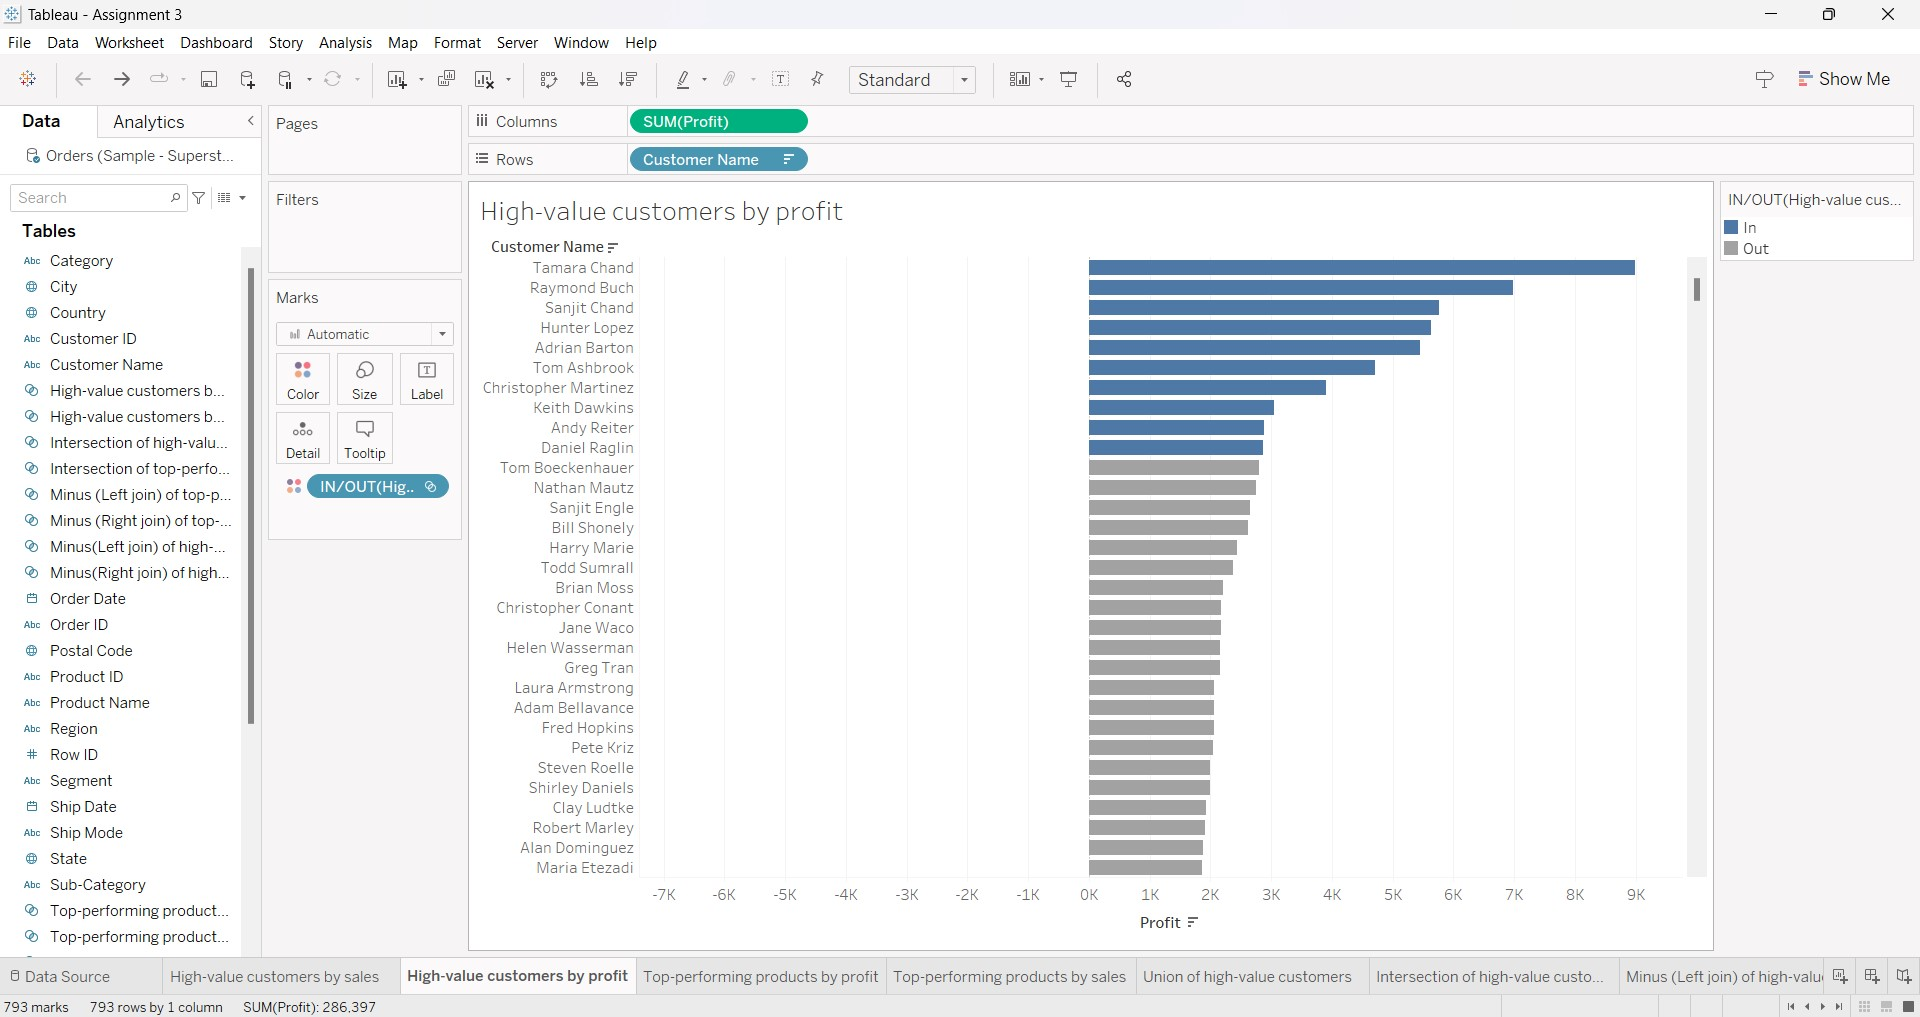 Tableau - Assignment 3
File Data Worksheet Dashboard Story Analysis Map Format Server Window Help
Standard
Show Me
Data
Analytics
Orders (Sample - Superst...
Search
Tables
Abc Category
City
Country
Abc Customer ID
Abc Customer Name
High-value customers b...
High-value customers b...
Intersection of high-valu...
Intersection of top-perfo...
Minus (Left join) of top-p...
Minus (Right join) of top-...
Minus(Left join) of high-...
Minus(Right join) of high...
Order Date
Abc Order ID
Postal Code
Abc Product ID
Abc Product Name
Abc Region
# Row ID
Abc Segment
Ship Date
Abc Ship Mode
State
Abc Sub-Category
Top-performing product...
Top-performing product...
Pages
Filters
Marks
Automatic
Color Size Label
Detail Tooltip
IN/OUT(Hig..
Columns SUM(Profit)
Rows Customer Name
High-value customers by profit
Customer Name
Tamara Chand
Raymond Buch
Sanjit Chand
Hunter Lopez
Adrian Barton
Tom Ashbrook
Christopher Martinez
Keith Dawkins
Andy Reiter
Daniel Raglin
Tom Boeckenhauer
Nathan Mautz
Sanjit Engle
Bill Shonely
Harry Marie
Todd Sumrall
Brian Moss
Christopher Conant
Jane Waco
Helen Wasserman
Greg Tran
Laura Armstrong
Adam Bellavance
Fred Hopkins
Pete Kriz
Steven Roelle
Shirley Daniels
Clay Ludtke
Robert Marley
Alan Dominguez
Maria Etezadi
-7K -6K -5K -4K -3K -2K -1K 0K 1K 2K 3K 4K 5K 6K 7K 8K 9K
Profit
IN/OUT(High-value cus...
In
Out
Data Source High-value customers by sales High-value customers by profit Top-performing products by profit Top-performing products by sales Union of high-value customers Intersection of high-value custo... Minus (Left join) of high-valu
793 marks 793 rows by 1 column SUM(Profit): 286,397